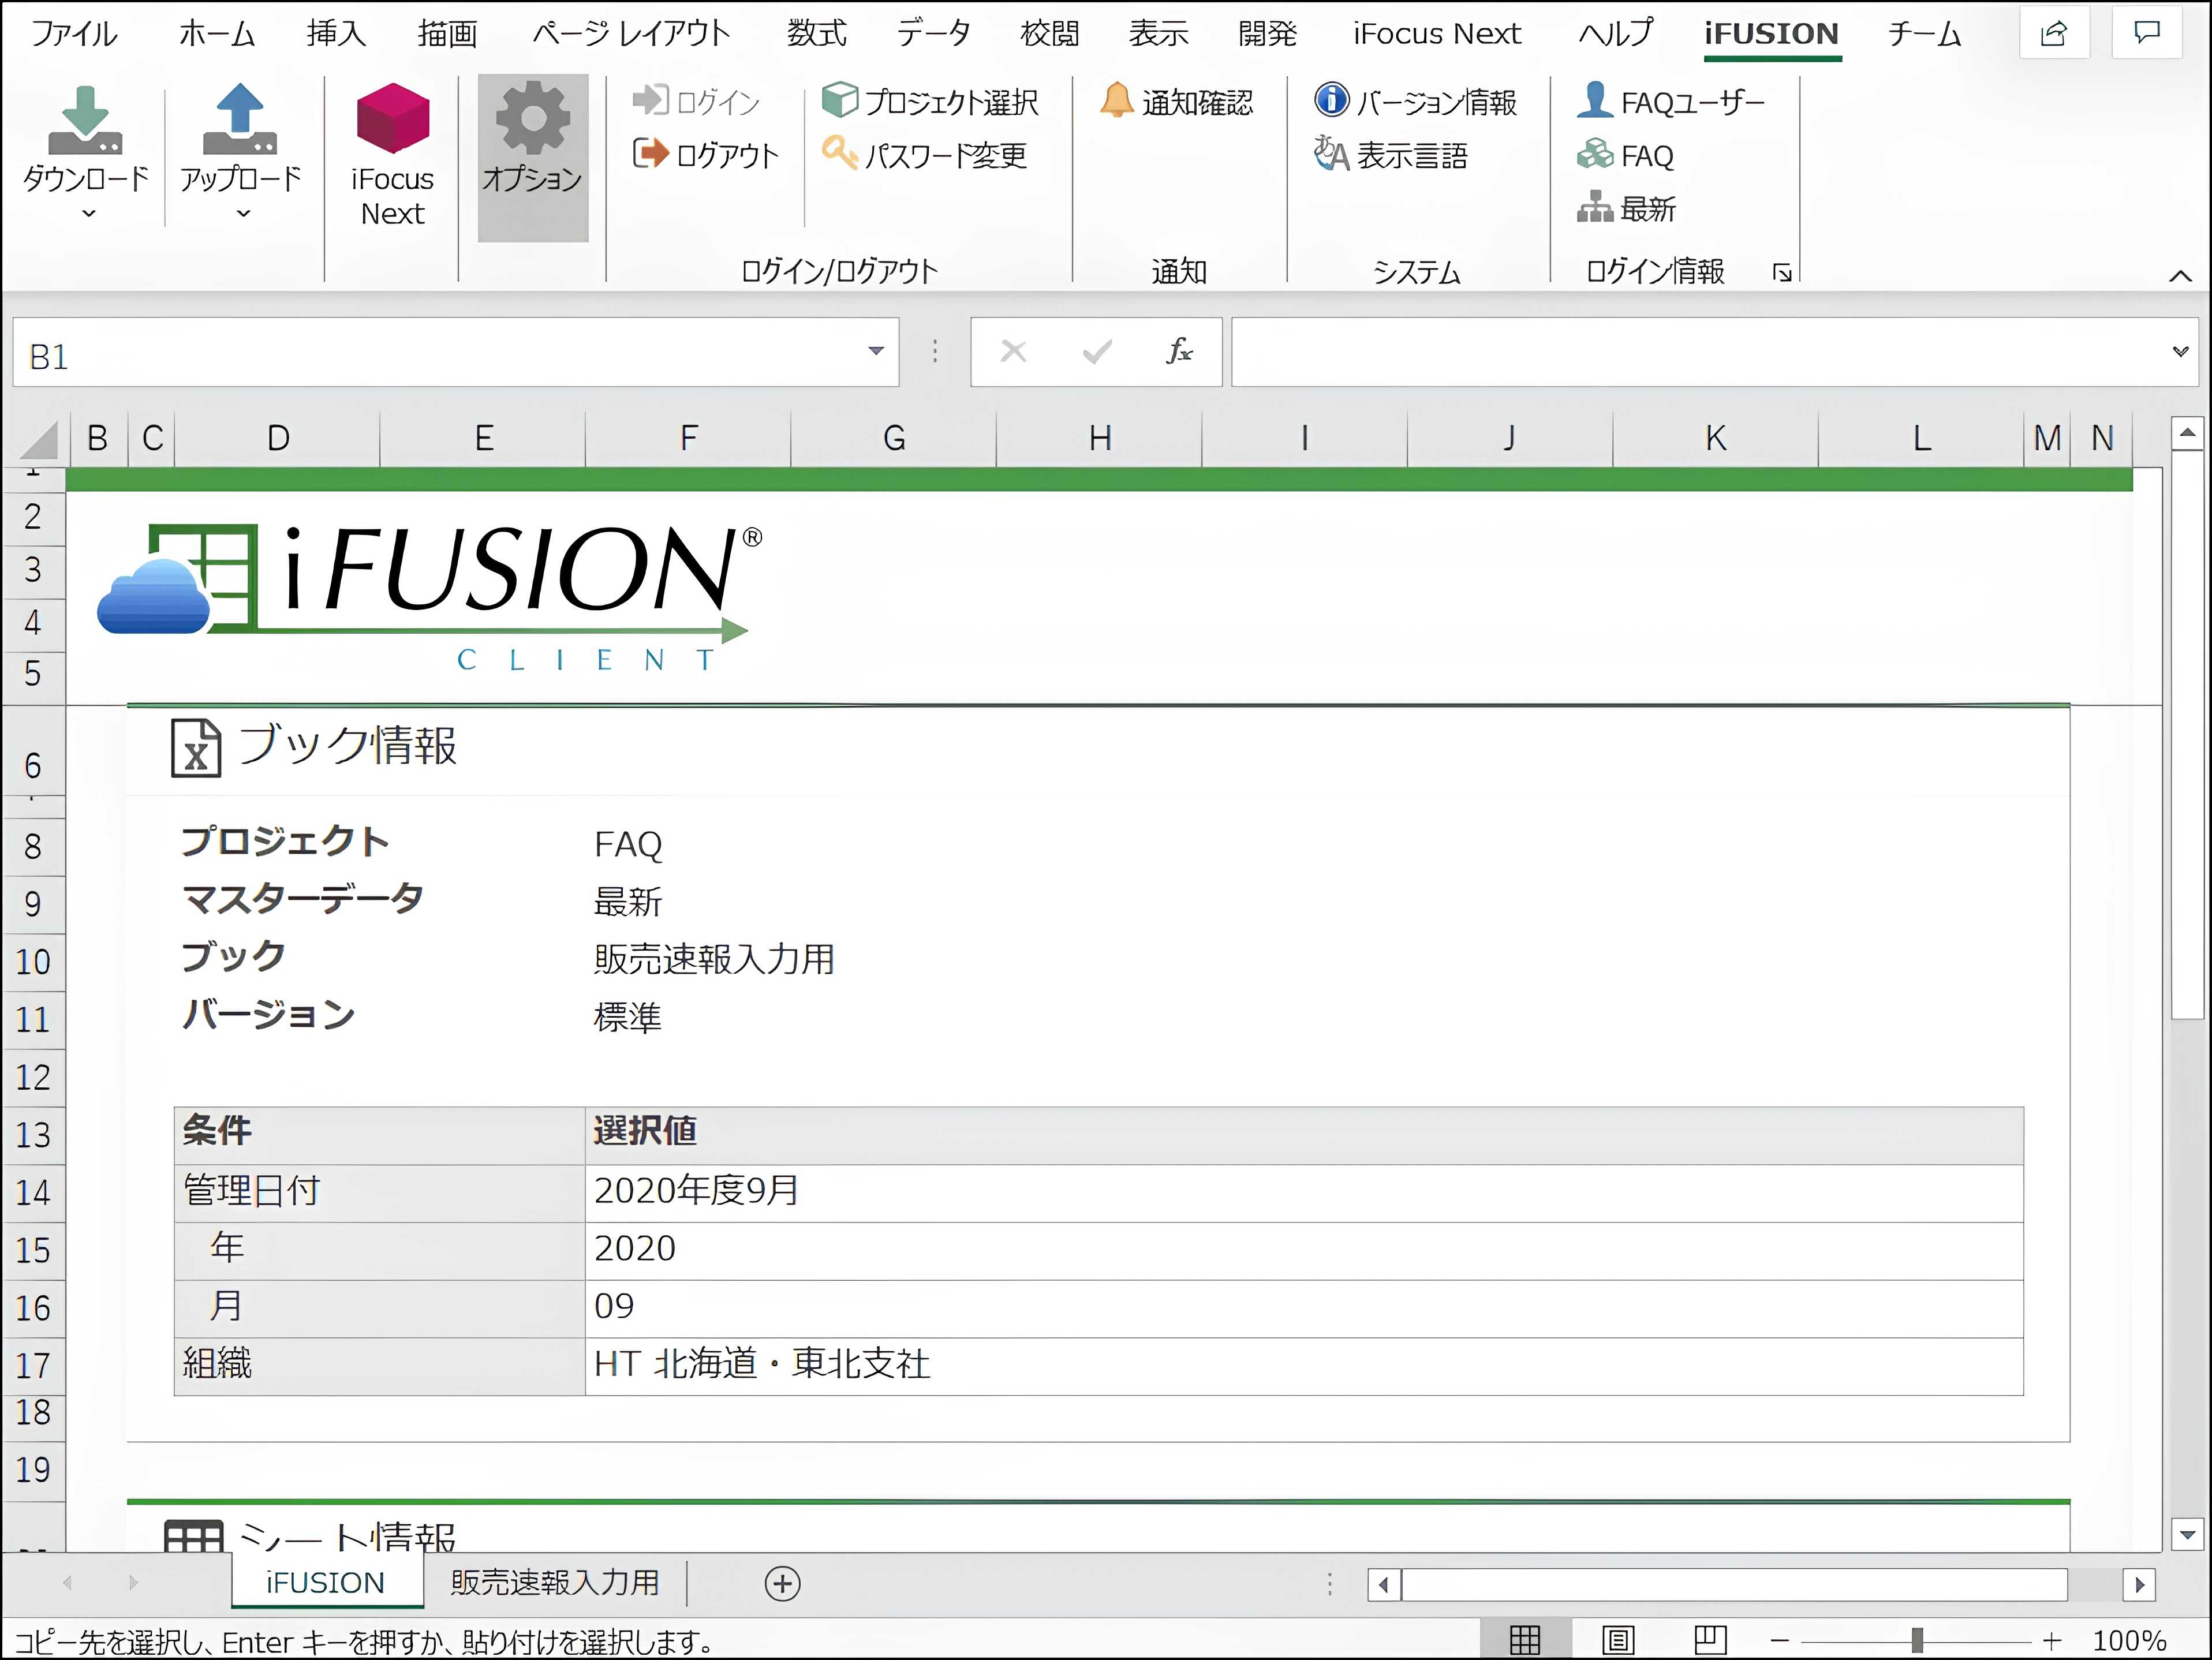 ファイル ホーム 挿入 描画 ページ レイアウト 数式 データ 校閲 表示 開発 iFocus Next ヘルプ iFUSION チーム
ダウンロード
アップロード
iFocus
Next
オプション
ログイン
ログアウト
プロジェクト選択
パスワード変更
ログイン/ログアウト
通知確認
通知
バージョン情報
表示言語
システム
FAQユーザー
FAQ
最新
ログイン情報
B1
fx
B C D E F G H I J K L M N
1
2
3
4
5
iFUSION®
CLIENT
6 ブック情報
8 プロジェクト FAQ
9 マスターデータ 最新
10 ブック 販売速報入力用
11 バージョン 標準
12
13 条件 選択値
14 管理日付 2020年度9月
15 年 2020
16 月 09
17 組織 HT 北海道・東北支社
18
19
シート情報
iFUSION 販売速報入力用
コピー先を選択し、Enter キーを押すか、貼り付けを選択します。 100%